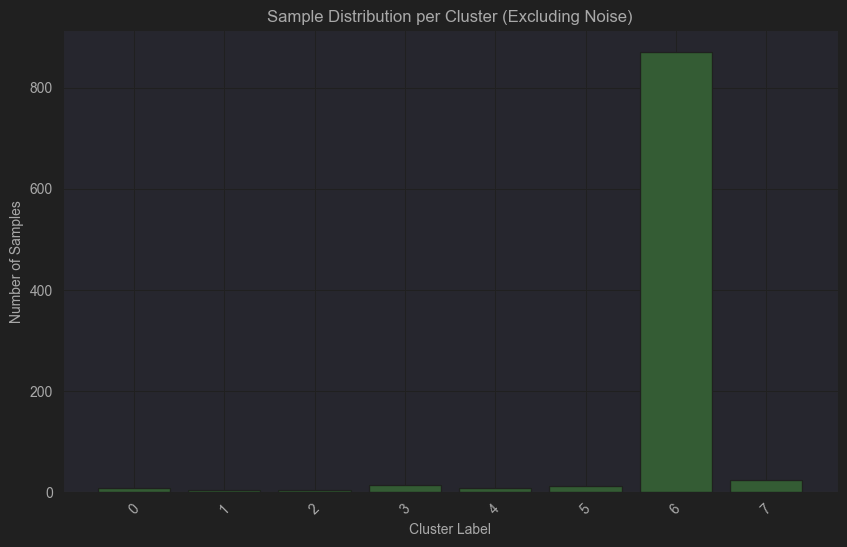 Sample Distribution per Cluster (Excluding Noise)
Number of Samples
800
600
400
200
0
0 1 2 3 4 5 6 7
Cluster Label